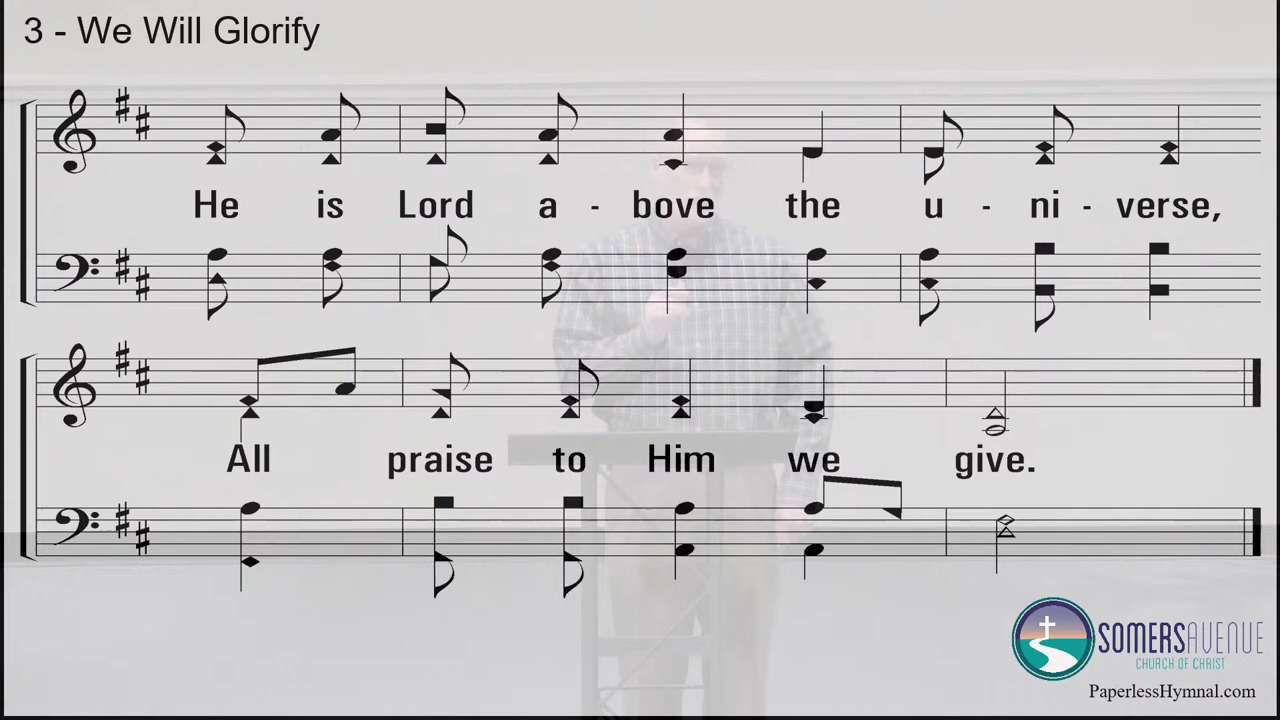 3 - We Will Glorify
He is Lord a - bove the u - ni - verse,
All praise to Him we give.
SOMERSAVENUE
CHURCH OF CHRIST
PaperlessHymnal.com